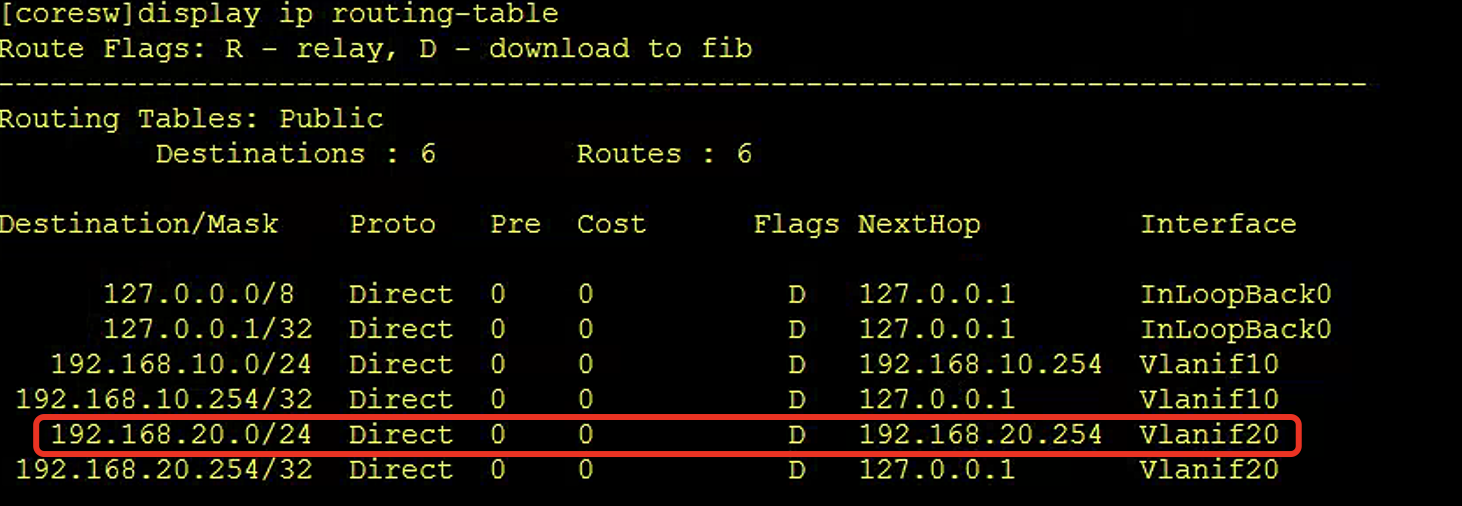 [coresw]display ip routing-table
Route Flags: R - relay, D - download to fib
------------------------------------------------------------------------------
Routing Tables: Public
         Destinations : 6        Routes : 6
Destination/Mask    Proto   Pre  Cost      Flags NextHop         Interface
      127.0.0.0/8   Direct  0    0           D   127.0.0.1       InLoopBack0
      127.0.0.1/32  Direct  0    0           D   127.0.0.1       InLoopBack0
   192.168.10.0/24  Direct  0    0           D   192.168.10.254  Vlanif10
 192.168.10.254/32  Direct  0    0           D   127.0.0.1       Vlanif10
   192.168.20.0/24  Direct  0    0           D   192.168.20.254  Vlanif20
 192.168.20.254/32  Direct  0    0           D   127.0.0.1       Vlanif20